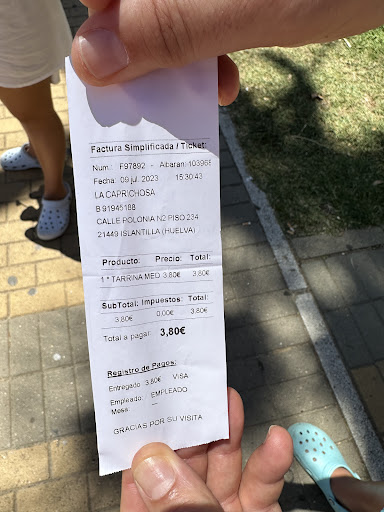 Factura Simplificada / Ticket:
Num.: F97892 - Abaran: 103968
Fecha: 09 jul. 2023 15:30:43
LA CAPRICHOSA
B 91945188
CALLE POLONIA N2 PISO 234
21449 ISLANTILLA (HUELVA)
Producto: Precio: Total:
1 * TARRINA MED 3,80€ 3,80€
SubTotal: Impuestos: Total:
3,80€ 0,00€ 3,80€
Total a pagar: 3,80€
Registro de Pagos:
Entregado 3,80€ VISA
Empleado: EMPLEADO
Mesa: ---
GRACIAS POR SU VISITA